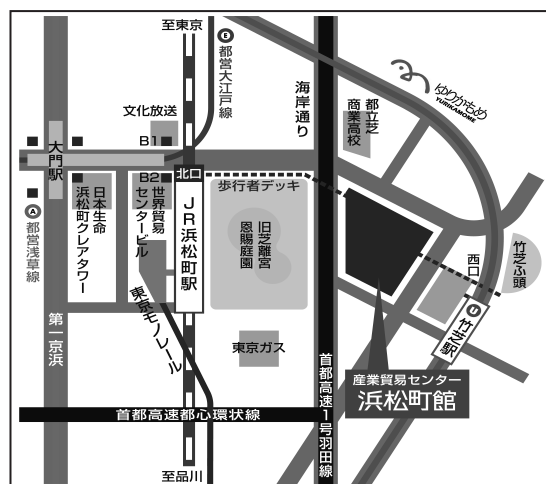 至東京
E
都営大江戸線
海岸通り
ゆりかもめ
YURIKAMOME
都立芝
商業高校
文化放送
B1
大門駅
B2
北口
歩行者デッキ
A
都営浅草線
日本生命
浜松町クレアタワー
世界貿易
センタービル
JR浜松町駅
旧芝離宮
恩賜庭園
西口
竹芝ふ頭
U
竹芝駅
第一京浜
東京モノレール
東京ガス
首都高速1号羽田線
産業貿易センター
浜松町館
首都高速都心環状線
至品川